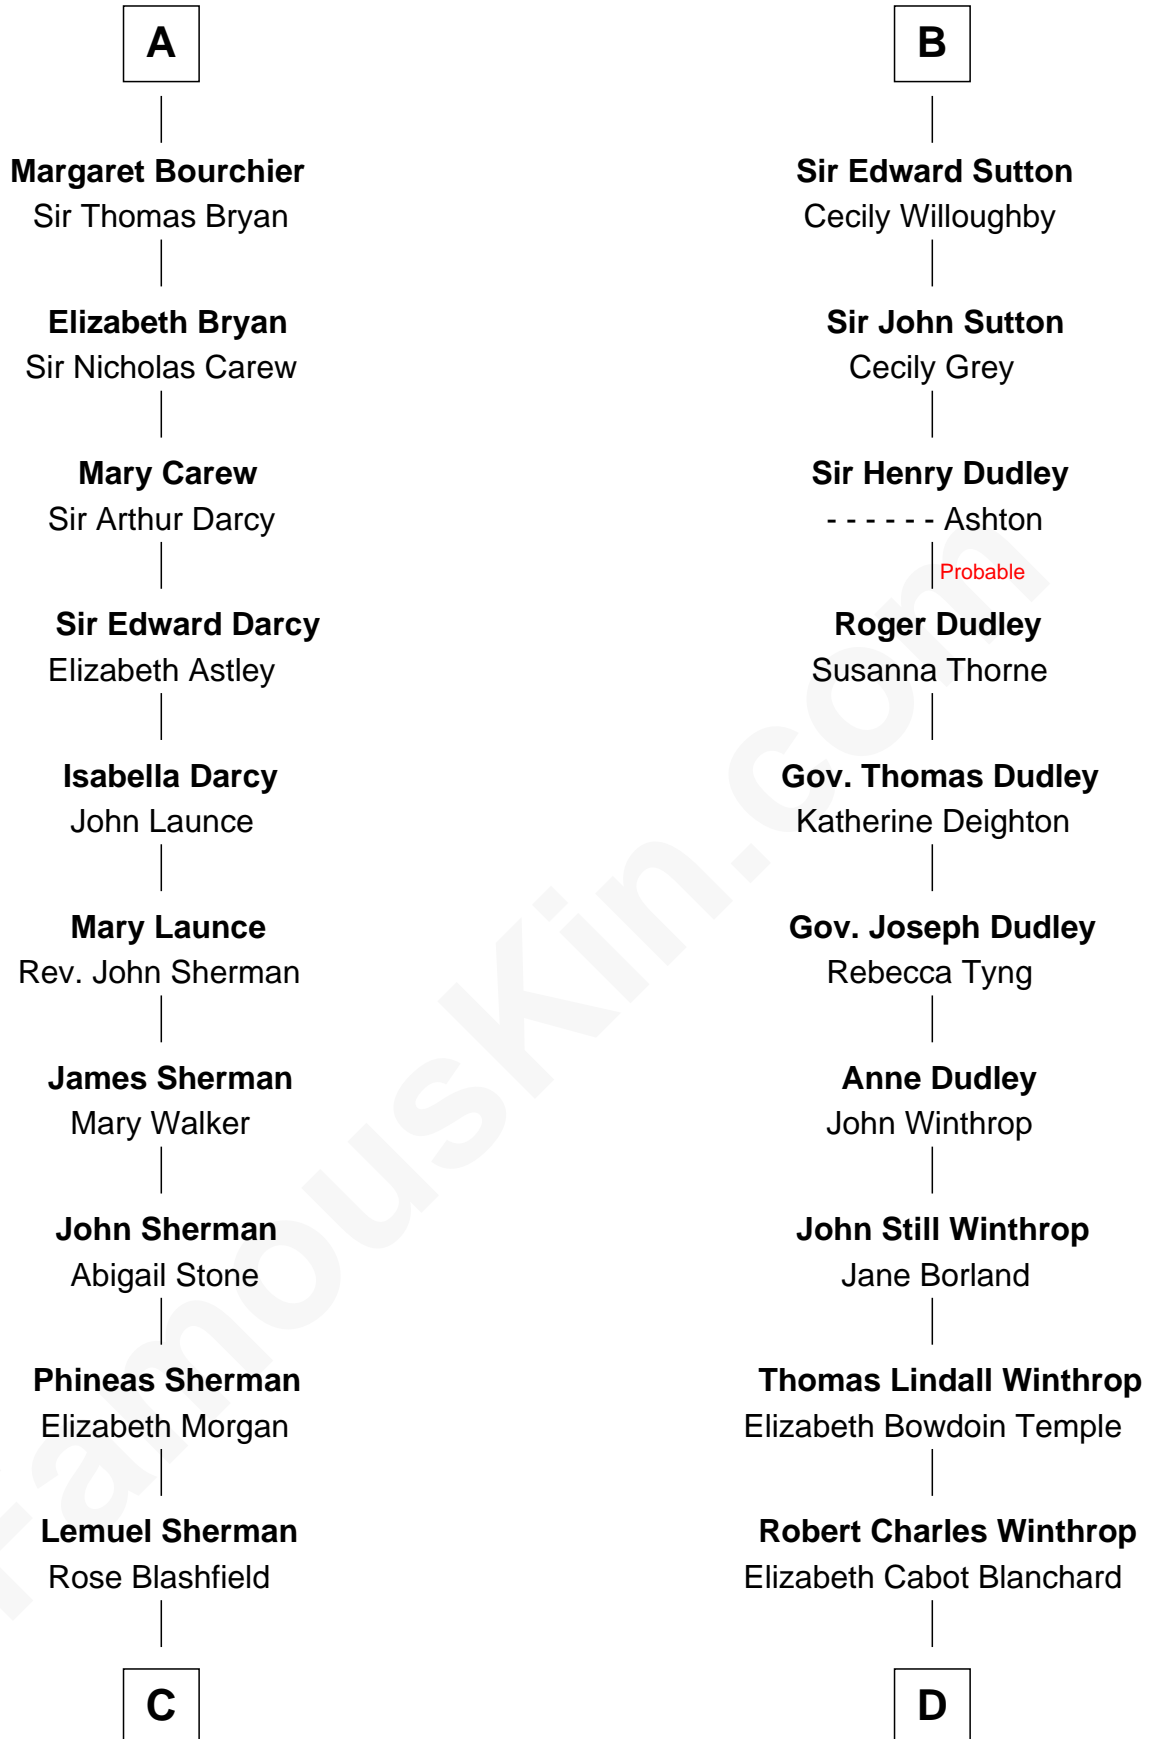 A
Margaret Bourchier
Sir Thomas Bryan
Elizabeth Bryan
Sir Nicholas Carew
Mary Carew
Sir Arthur Darcy
Sir Edward Darcy
Elizabeth Astley
Isabella Darcy
John Launce
Mary Launce
Rev. John Sherman
James Sherman
Mary Walker
John Sherman
Abigail Stone
Phineas Sherman
Elizabeth Morgan
Lemuel Sherman
Rose Blashfield
C
B
Sir Edward Sutton
Cecily Willoughby
Sir John Sutton
Cecily Grey
Sir Henry Dudley
- - - - - - Ashton
Probable
Roger Dudley
Susanna Thorne
Gov. Thomas Dudley
Katherine Deighton
Gov. Joseph Dudley
Rebecca Tyng
Anne Dudley
John Winthrop
John Still Winthrop
Jane Borland
Thomas Lindall Winthrop
Elizabeth Bowdoin Temple
Robert Charles Winthrop
Elizabeth Cabot Blanchard
D
FamousKin.com